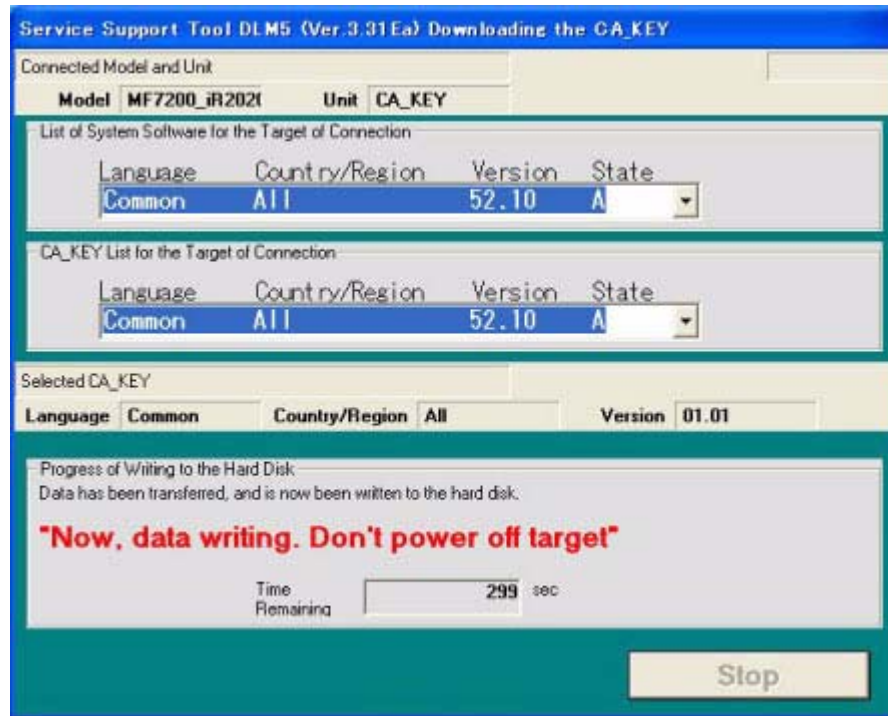 Service Support Tool DLM5 (Ver.3.31Ea) Downloading the CA_KEY
Connected Model and Unit
Model MF7200_iR202( Unit CA_KEY
List of System Software for the Target of Connection
Language Country/Region Version State
Common All 52.10 A
CA_KEY List for the Target of Connection
Language Country/Region Version State
Common All 52.10 A
Selected CA_KEY
Language Common Country/Region All Version 01.01
Progress of Writing to the Hard Disk
Data has been transferred, and is now been written to the hard disk.
"Now, data writing. Don't power off target"
Time Remaining 299 sec
Stop